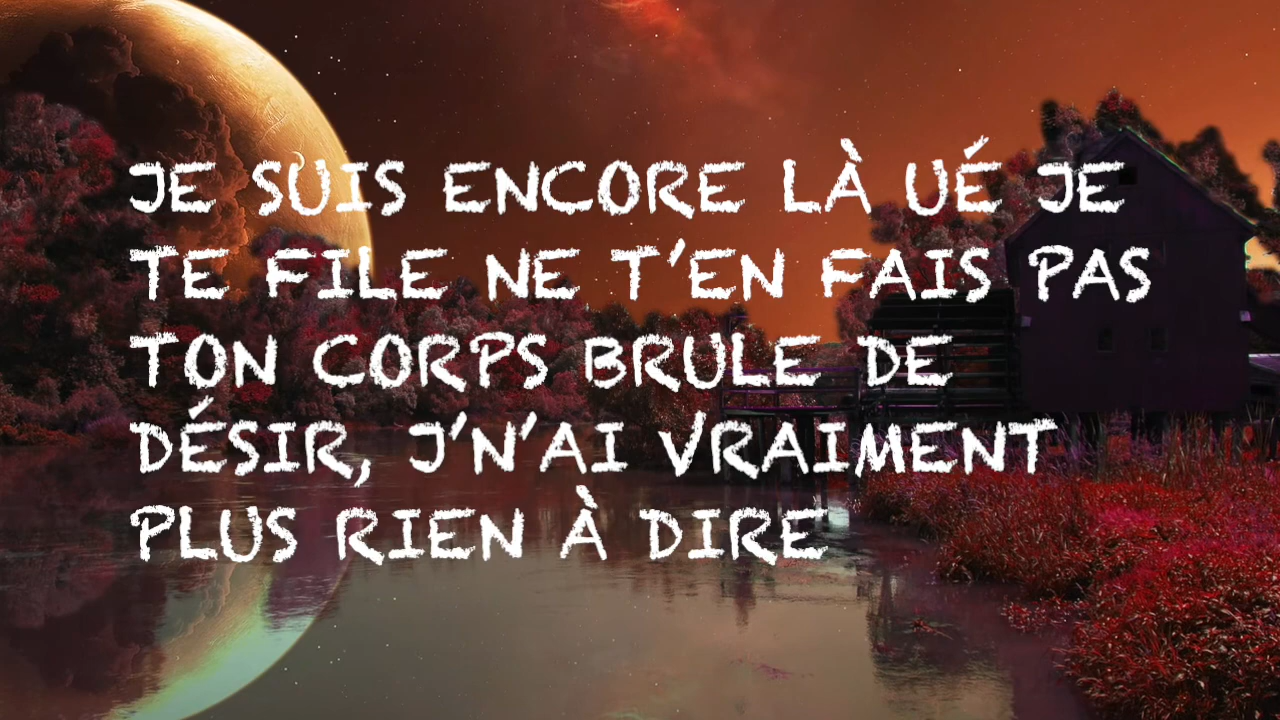 JE SUIS ENCORE LÀ UÉ JE
TE FILE NE T'EN FAIS PAS
TON CORPS BRULE DE
DÉSIR, J'N'AI VRAIMENT
PLUS RIEN À DIRE